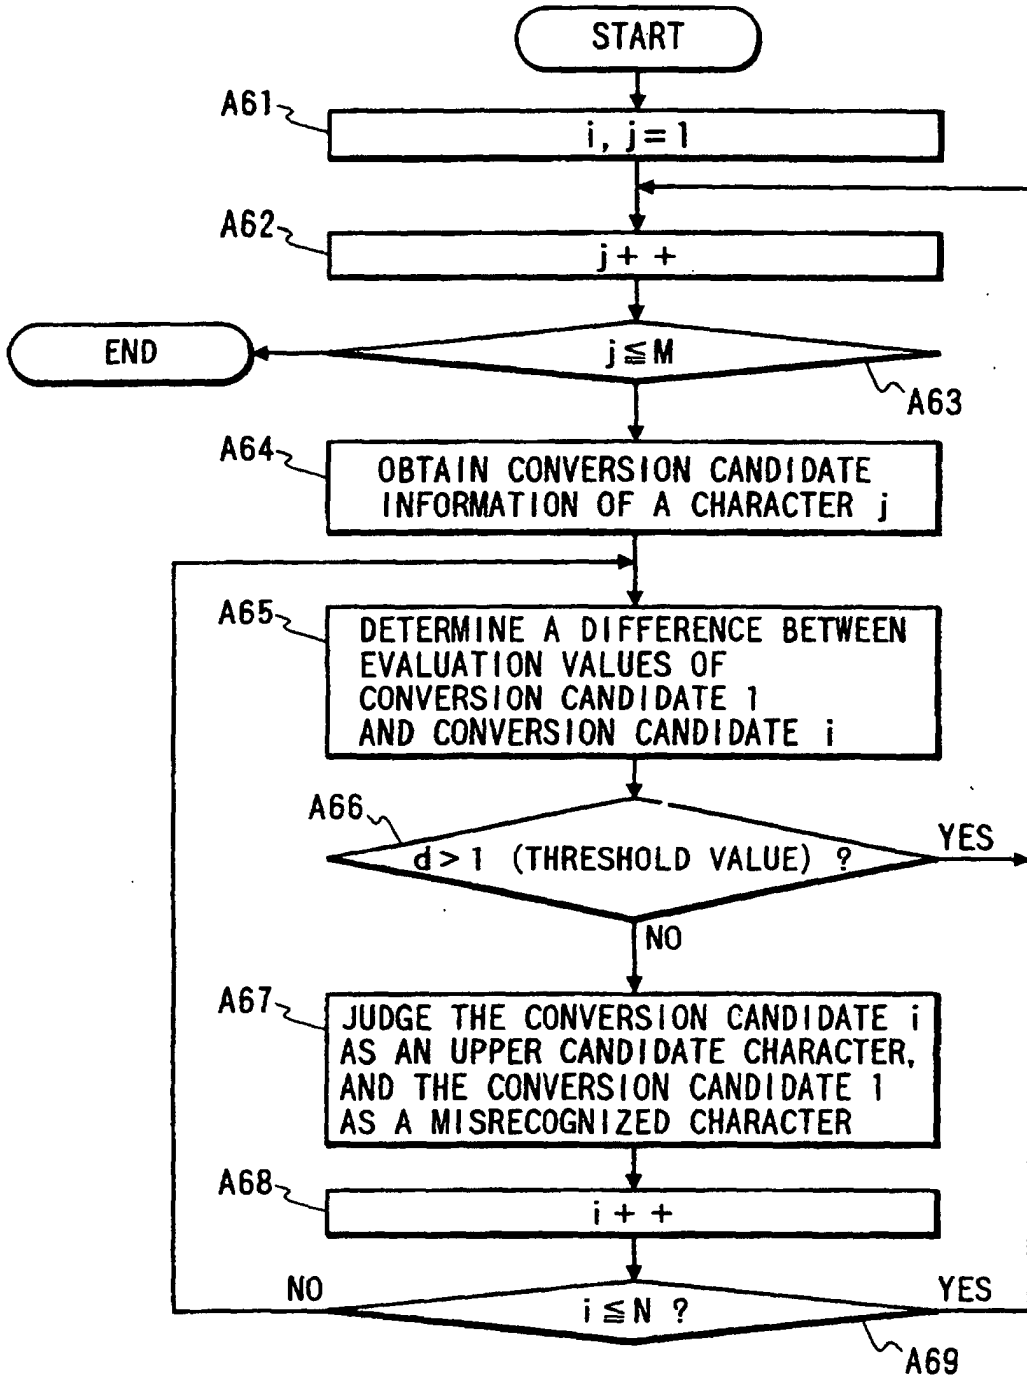 START
A61
i, j=1
A62
j++
END
j≦M
A63
A64
OBTAIN CONVERSION CANDIDATE
INFORMATION OF A CHARACTER j
A65
DETERMINE A DIFFERENCE BETWEEN
EVALUATION VALUES OF
CONVERSION CANDIDATE 1
AND CONVERSION CANDIDATE i
A66
d>1 (THRESHOLD VALUE) ?
YES
NO
A67
JUDGE THE CONVERSION CANDIDATE i
AS AN UPPER CANDIDATE CHARACTER,
AND THE CONVERSION CANDIDATE 1
AS A MISRECOGNIZED CHARACTER
A68
i++
NO
i≦N ?
YES
A69